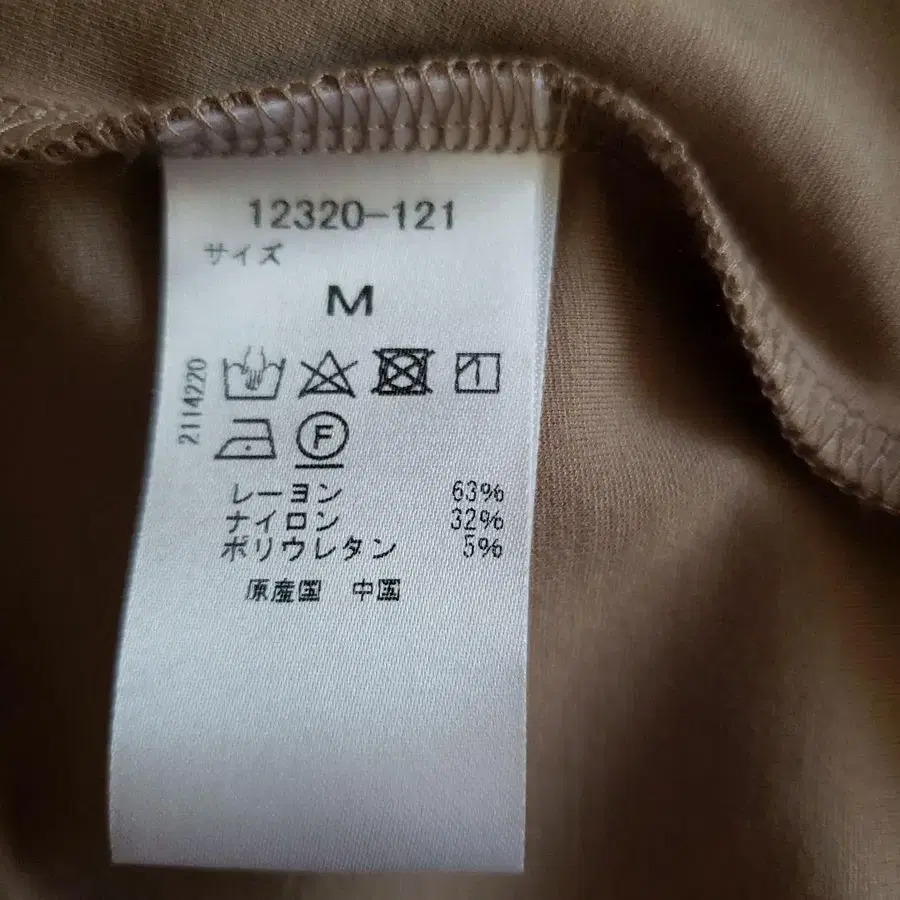 12320-121
サイズ
M
2114220
F
レーヨン 63%
ナイロン 32%
ポリウレタン 5%
原産国 中国